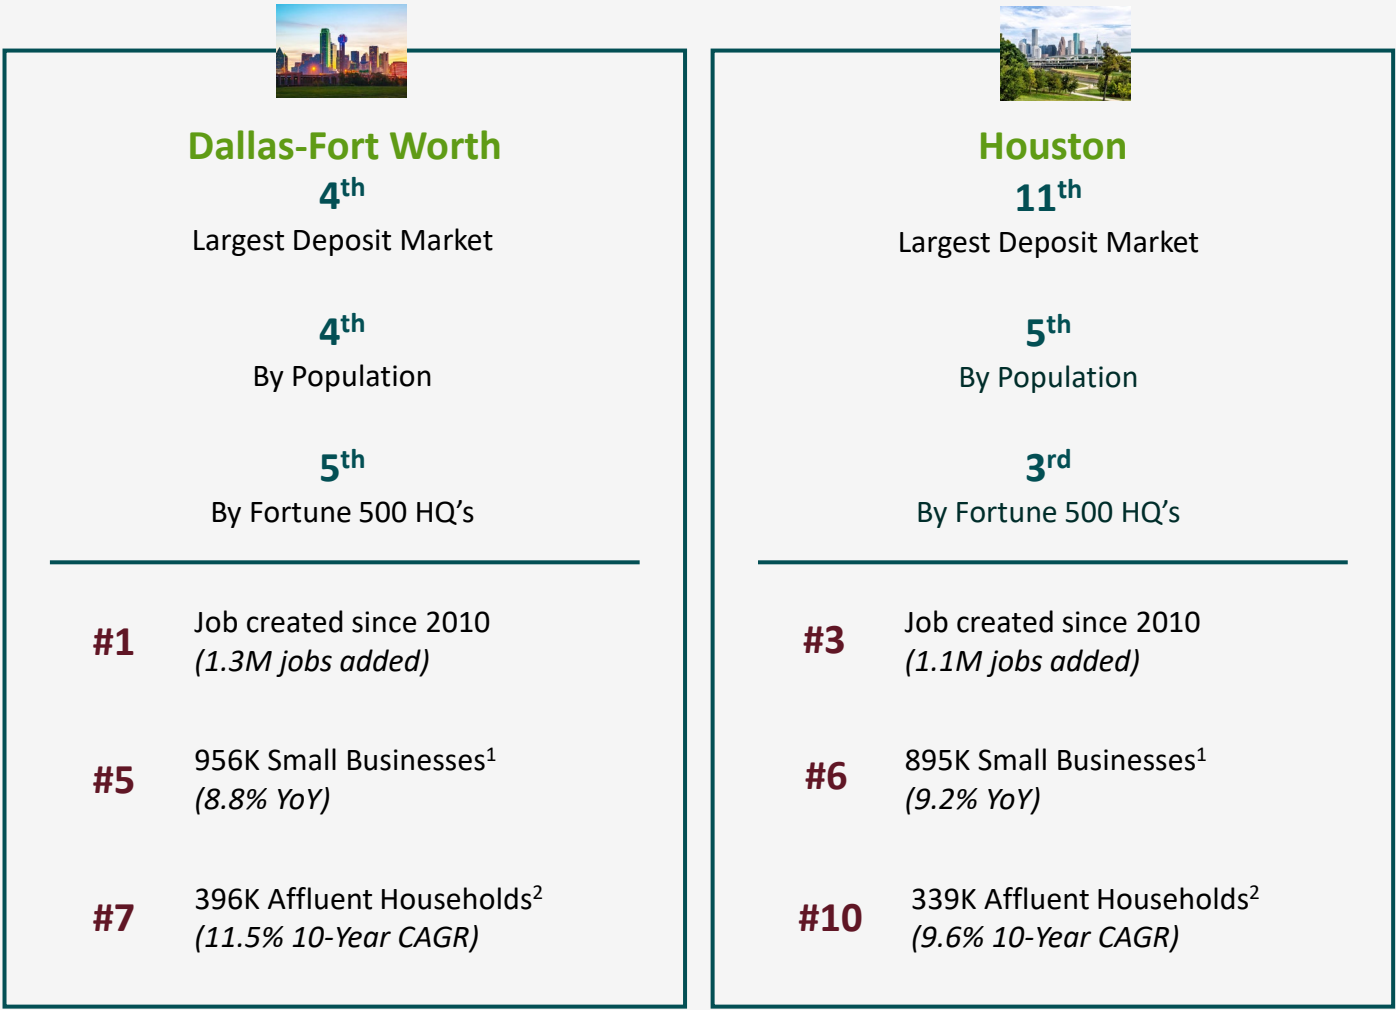 Dallas-Fort Worth
4th
Largest Deposit Market
4th
By Population
5th
By Fortune 500 HQ’s
#1
Job created since 2010
(1.3M jobs added)
#5
956K Small Businesses1
(8.8% YoY)
#7
396K Affluent Households2
(11.5% 10-Year CAGR)
Houston
11th
Largest Deposit Market
5th
By Population
3rd
By Fortune 500 HQ’s
#3
Job created since 2010
(1.1M jobs added)
#6
895K Small Businesses1
(9.2% YoY)
#10
339K Affluent Households2
(9.6% 10-Year CAGR)